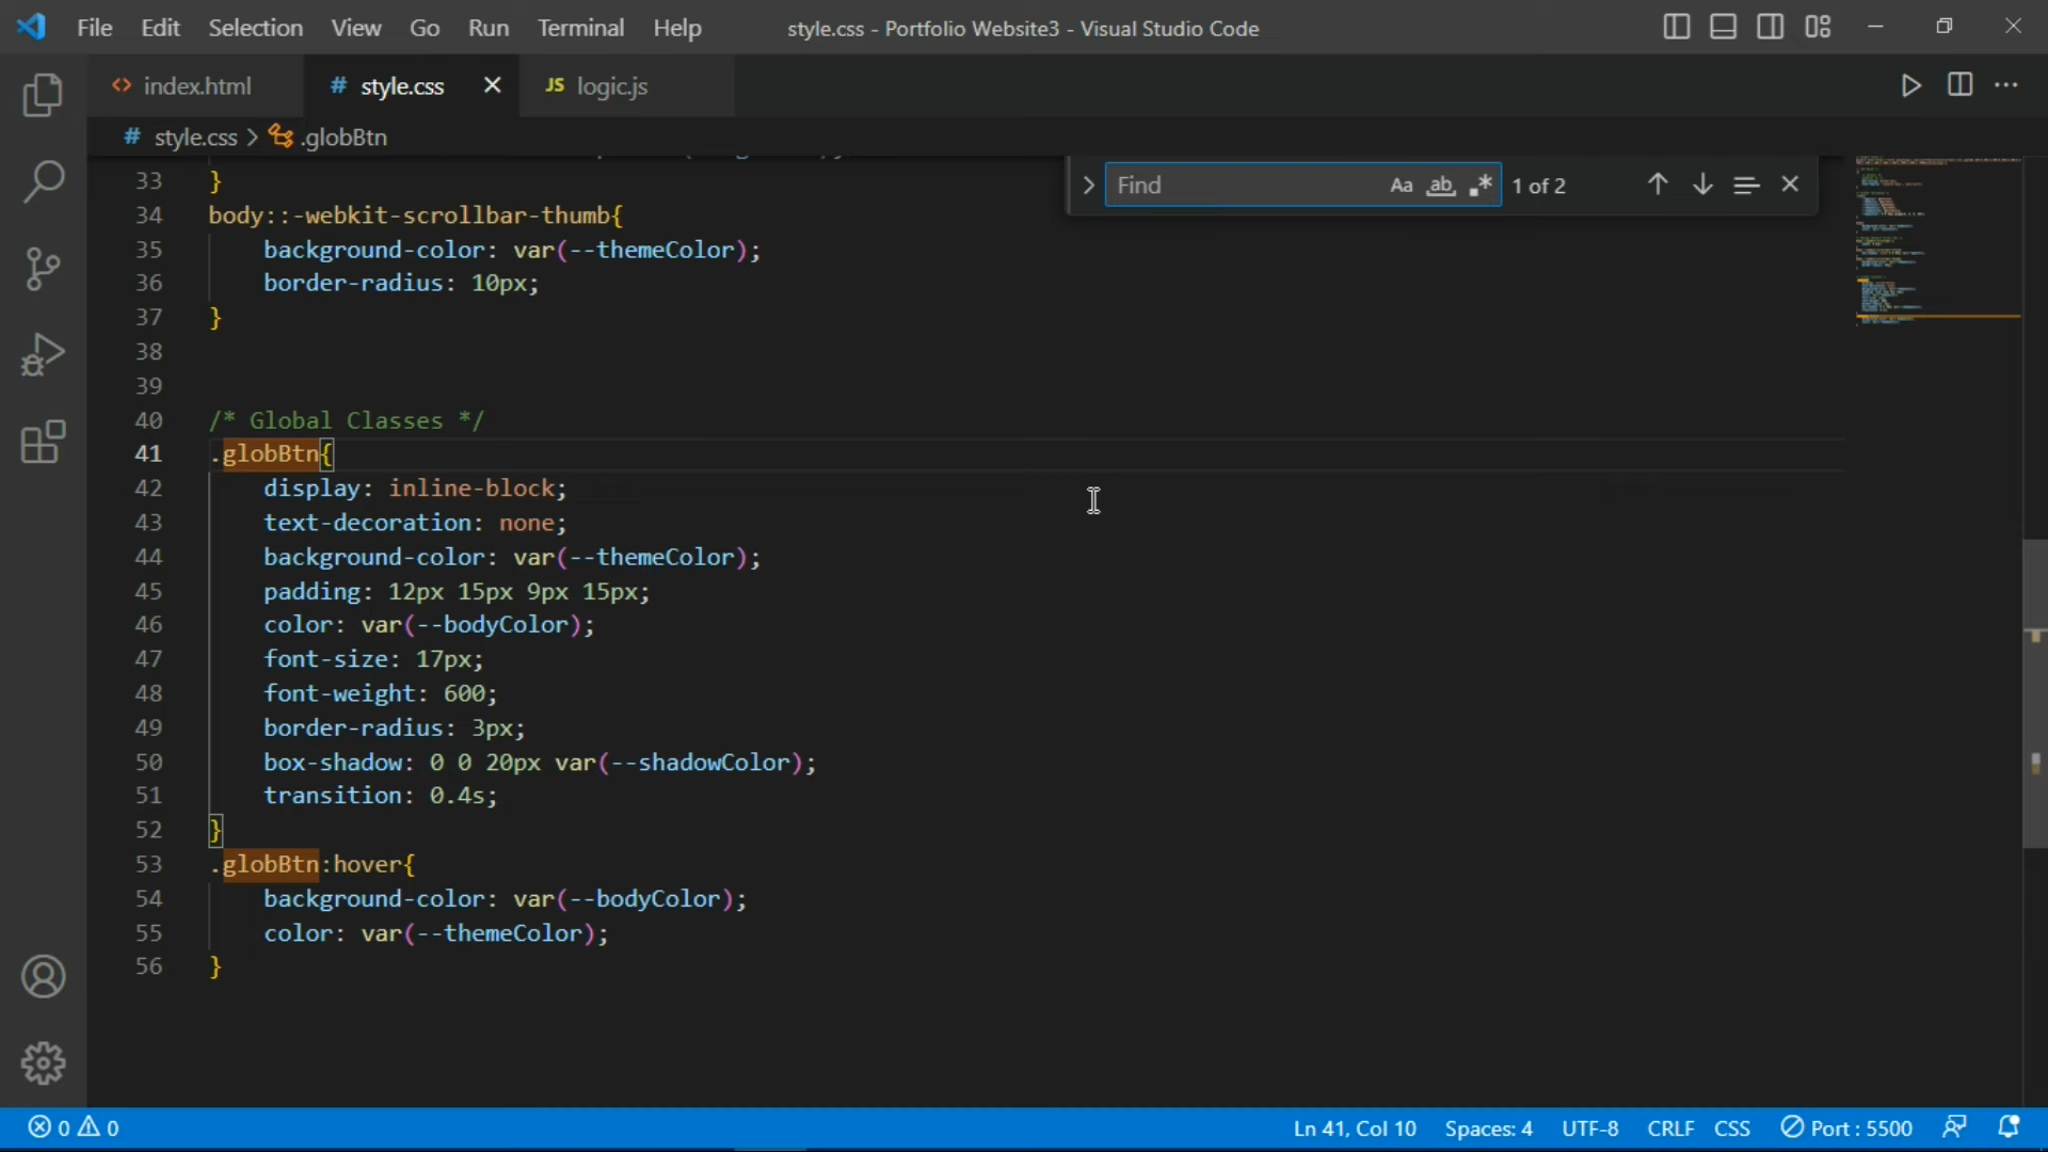 File Edit Selection View Go Run Terminal Help style.css - Portfolio Website3 - Visual Studio Code
<> index.html # style.css JS logic.js
# style.css > .globBtn
Find Aa ab .* 1 of 2
33 }
34 body::-webkit-scrollbar-thumb{
35 background-color: var(--themeColor);
36 border-radius: 10px;
37 }
38
39
40 /* Global Classes */
41 .globBtn{
42 display: inline-block;
43 text-decoration: none;
44 background-color: var(--themeColor);
45 padding: 12px 15px 9px 15px;
46 color: var(--bodyColor);
47 font-size: 17px;
48 font-weight: 600;
49 border-radius: 3px;
50 box-shadow: 0 0 20px var(--shadowColor);
51 transition: 0.4s;
52 }
53 .globBtn:hover{
54 background-color: var(--bodyColor);
55 color: var(--themeColor);
56 }
0 0 Ln 41, Col 10 Spaces: 4 UTF-8 CRLF CSS Port : 5500